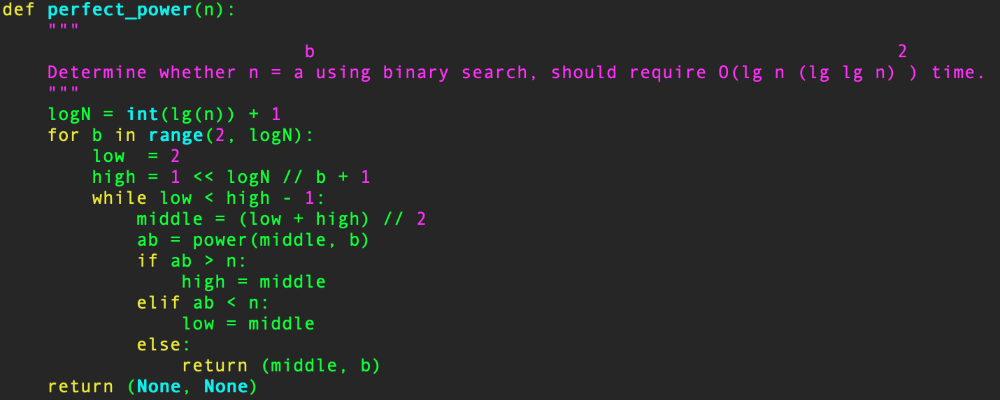 def perfect_power(n):
    """
                           b                                                    2
    Determine whether n = a using binary search, should require O(lg n (lg lg n) ) time.
    """
    logN = int(lg(n)) + 1
    for b in range(2, logN):
        low  = 2
        high = 1 << logN // b + 1
        while low < high - 1:
            middle = (low + high) // 2
            ab = power(middle, b)
            if ab > n:
                high = middle
            elif ab < n:
                low = middle
            else:
                return (middle, b)
    return (None, None)